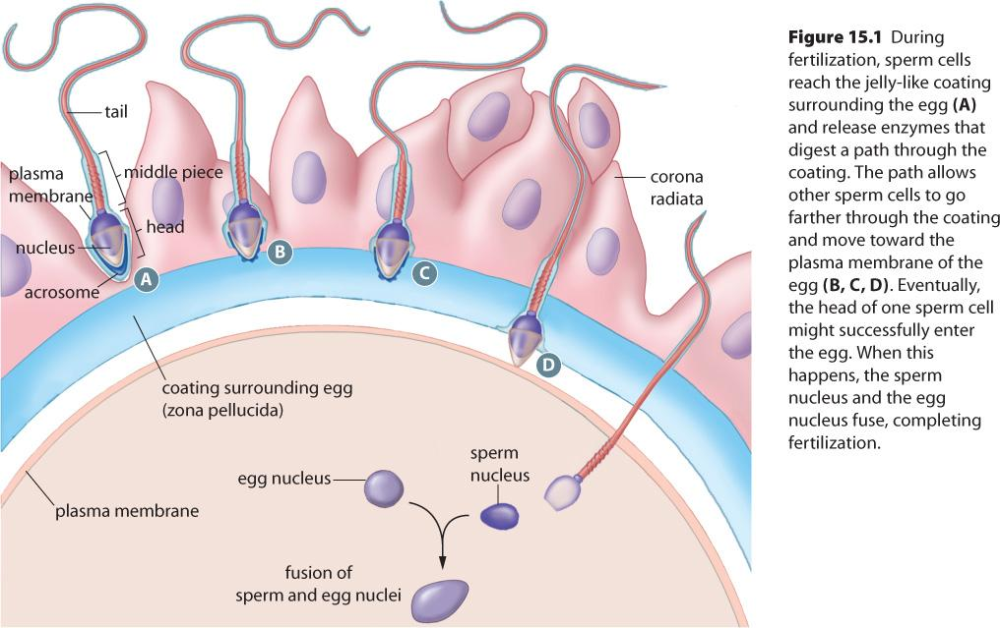 tail
plasma
membrane
middle piece
head
nucleus
acrosome
A
B
C
D
corona
radiata
coating surrounding egg
(zona pellucida)
plasma membrane
egg nucleus
sperm
nucleus
fusion of
sperm and egg nuclei
Figure 15.1 During
fertilization, sperm cells
reach the jelly-like coating
surrounding the egg (A)
and release enzymes that
digest a path through the
coating. The path allows
other sperm cells to go
farther through the coating
and move toward the
plasma membrane of the
egg (B, C, D). Eventually,
the head of one sperm cell
might successfully enter
the egg. When this
happens, the sperm
nucleus and the egg
nucleus fuse, completing
fertilization.